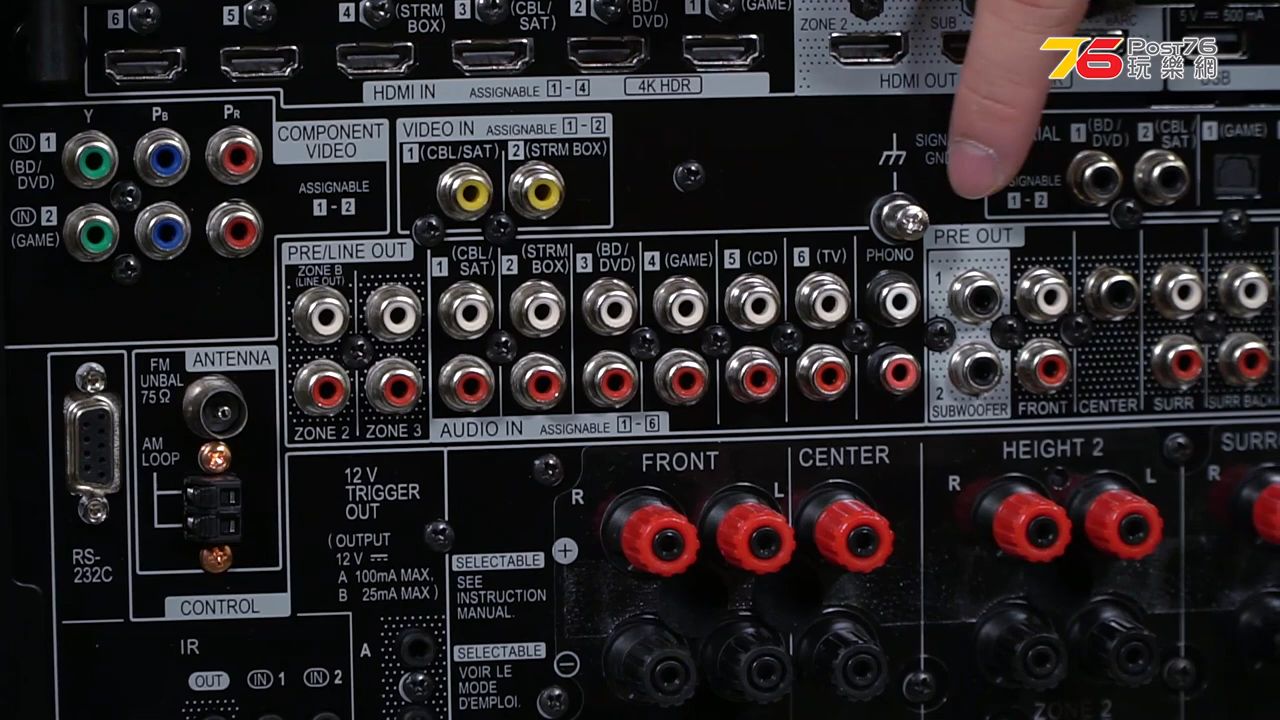 6 5 4 (STRM BOX) 3 (CBL/SAT) 2 (BD/DVD) 1 (GAME)
ZONE 2 SUB
5 V 500 mA
76 Post76 玩樂網
HDMI IN ASSIGNABLE 1 - 4 4K HDR
HDMI OUT
Y PB PR
IN 1 (BD/DVD)
IN 2 (GAME)
COMPONENT VIDEO
ASSIGNABLE 1 - 2
VIDEO IN ASSIGNABLE 1 - 2
1 (CBL/SAT) 2 (STRM BOX)
SIGNAL GND
ASSIGNABLE 1 - 2
1 (BD/DVD) 2 (CBL/SAT) 1 (GAME)
PRE/LINE OUT
ZONE B (LINE OUT)
1 (CBL/SAT) 2 (STRM BOX) 3 (BD/DVD) 4 (GAME) 5 (CD) 6 (TV) PHONO
PRE OUT
1
2
SUBWOOFER FRONT CENTER SURR SURR BACK
ZONE 2 ZONE 3
AUDIO IN ASSIGNABLE 1 - 6
ANTENNA
FM UNBAL 75 Ω
AM LOOP
RS-232C
CONTROL
IR
OUT IN 1 IN 2
12 V TRIGGER OUT
(OUTPUT
12 V
A 100mA MAX,
B 25mA MAX)
A
FRONT CENTER HEIGHT 2 SURR
R L R L R
+
SELECTABLE
SEE INSTRUCTION MANUAL.
−
SELECTABLE
VOIR LE MODE D'EMPLOI.
ZONE 2